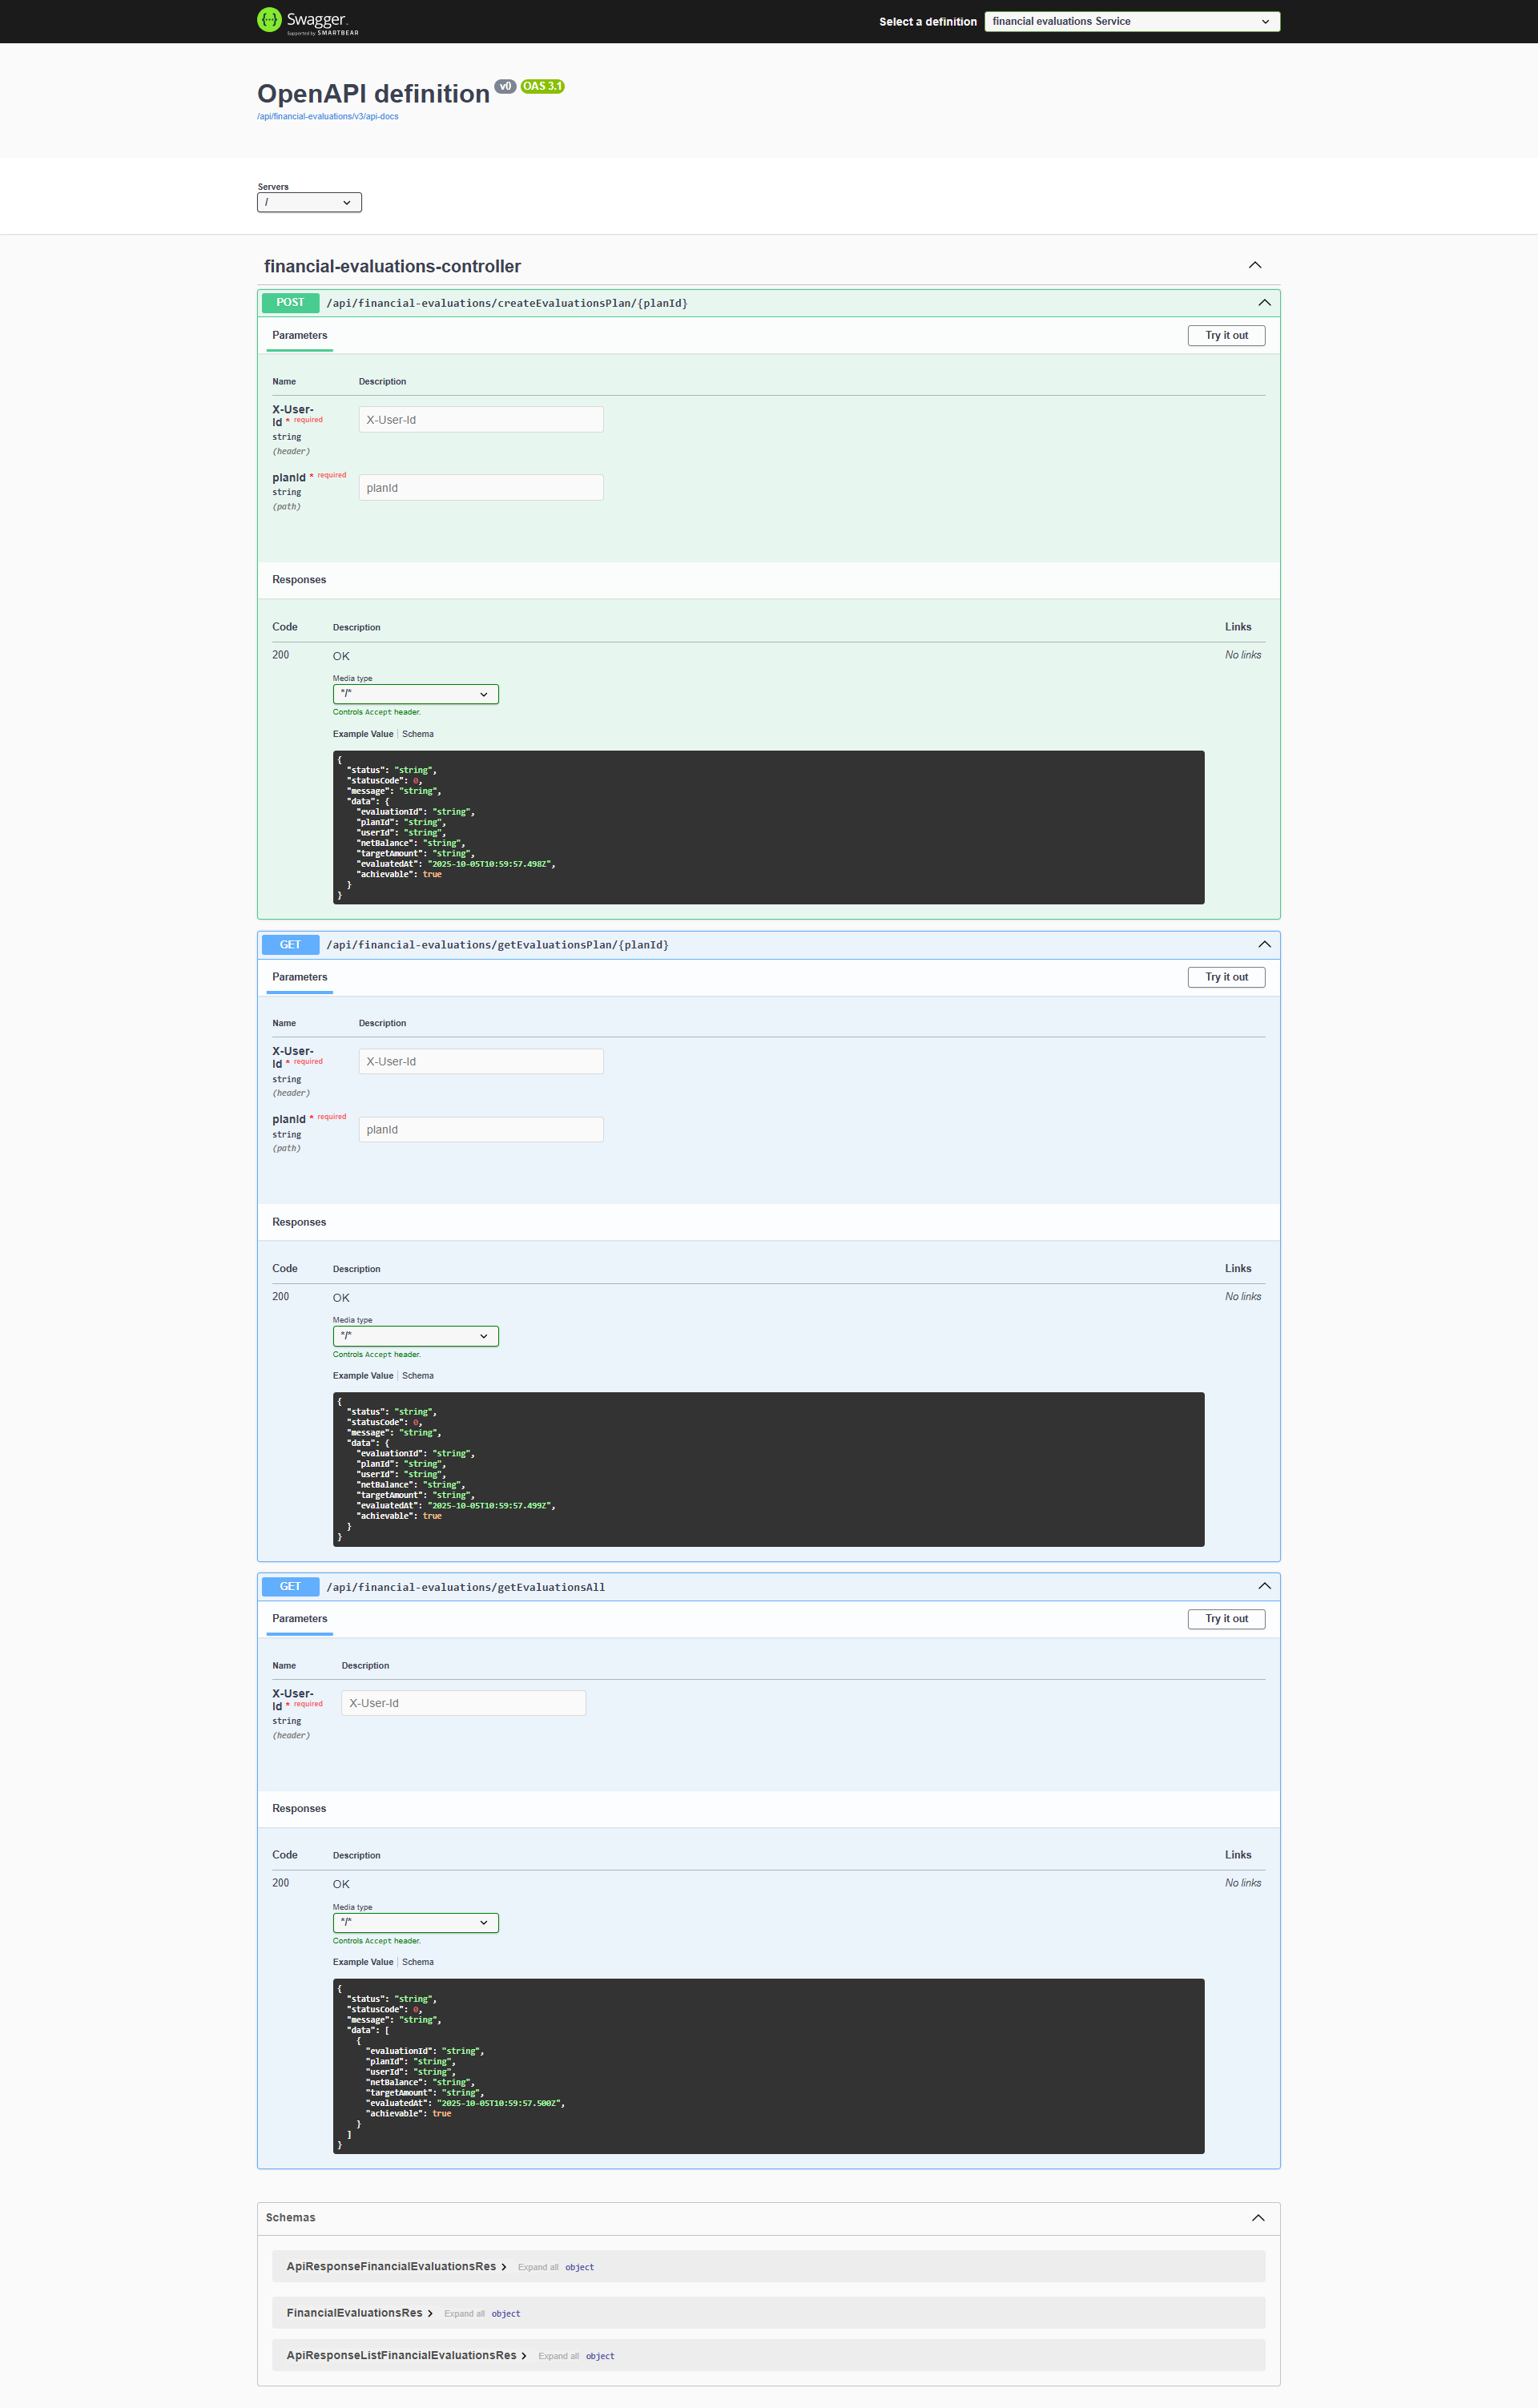 Swagger.
Supported by SMARTBEAR
Select a definition
financial evaluations Service
OpenAPI definition v0 OAS 3.1
/api/financial-evaluations/v3/api-docs
Servers
/
financial-evaluations-controller
POST /api/financial-evaluations/createEvaluationsPlan/{planId}
Parameters
Try it out
Name Description
X-User-
Id * required
string
(header)
X-User-Id
planId * required
string
(path)
planId
Responses
Code Description Links
200 OK No links
Media type
*/*
Controls Accept header.
Example Value | Schema
{
"status": "string",
"statusCode": 0,
"message": "string",
"data": {
"evaluationId": "string",
"planId": "string",
"userId": "string",
"netBalance": "string",
"targetAmount": "string",
"evaluatedAt": "2025-10-05T10:59:57.498Z",
"achievable": true
}
}
GET /api/financial-evaluations/getEvaluationsPlan/{planId}
Parameters
Try it out
Name Description
X-User-
Id * required
string
(header)
X-User-Id
planId * required
string
(path)
planId
Responses
Code Description Links
200 OK No links
Media type
*/*
Controls Accept header.
Example Value | Schema
{
"status": "string",
"statusCode": 0,
"message": "string",
"data": {
"evaluationId": "string",
"planId": "string",
"userId": "string",
"netBalance": "string",
"targetAmount": "string",
"evaluatedAt": "2025-10-05T10:59:57.499Z",
"achievable": true
}
}
GET /api/financial-evaluations/getEvaluationsAll
Parameters
Try it out
Name Description
X-User-
Id * required
string
(header)
X-User-Id
Responses
Code Description Links
200 OK No links
Media type
*/*
Controls Accept header.
Example Value | Schema
{
"status": "string",
"statusCode": 0,
"message": "string",
"data": [
{
"evaluationId": "string",
"planId": "string",
"userId": "string",
"netBalance": "string",
"targetAmount": "string",
"evaluatedAt": "2025-10-05T10:59:57.500Z",
"achievable": true
}
]
}
Schemas
ApiResponseFinancialEvaluationsRes Expand all object
FinancialEvaluationsRes Expand all object
ApiResponseListFinancialEvaluationsRes Expand all object